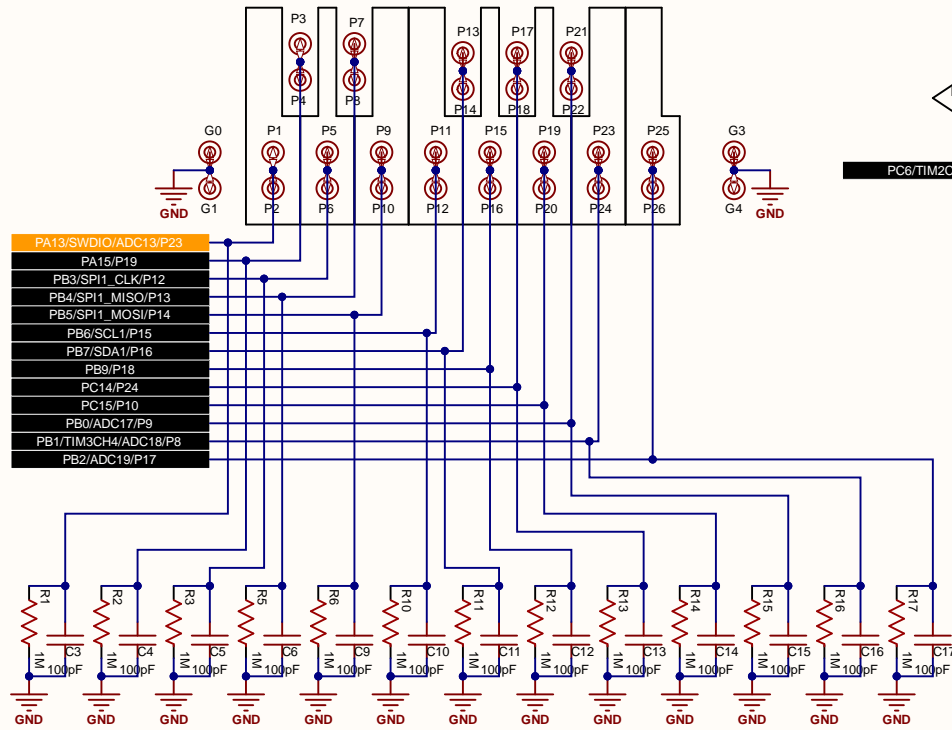 P3 P7 P13 P17 P21
P4 P8 P14 P18 P22
G0 P1 P5 P9 P11 P15 P19 P23 P25 G3
G1 P2 P6 P10 P12 P16 P20 P24 P26 G4
GND GND
PC6/TIM2C
PA13/SWDIO/ADC13/P23
PA15/P19
PB3/SPI1_CLK/P12
PB4/SPI1_MISO/P13
PB5/SPI1_MOSI/P14
PB6/SCL1/P15
PB7/SDA1/P16
PB9/P18
PC14/P24
PC15/P10
PB0/ADC17/P9
PB1/TIM3CH4/ADC18/P8
PB2/ADC19/P17
R1 R2 R3 R5 R6 R10 R11 R12 R13 R14 R15 R16 R17
C3 C4 C5 C6 C9 C10 C11 C12 C13 C14 C15 C16 C17
1M 100pF 1M 100pF 1M 100pF 1M 100pF 1M 100pF 1M 100pF 1M 100pF 1M 100pF 1M 100pF 1M 100pF 1M 100pF 1M 100pF 1M 100pF
GND GND GND GND GND GND GND GND GND GND GND GND GND